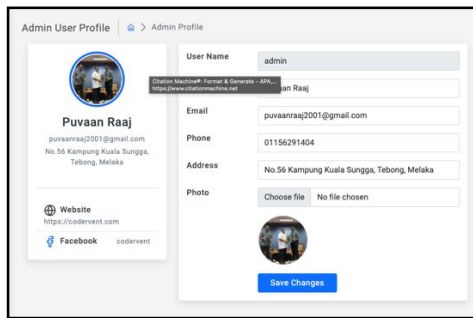 Admin User Profile
Admin Profile
Puvaan Raaj
puvaanraaj2001@gmail.com
No.56 Kampung Kuala Sungga,
Tebong, Melaka
Website
https://codervent.com
Facebook codervent
User Name admin
Citation Machine®: Format & Generate - APA,...
https://www.citationmachine.net
an Raaj
Email puvaanraaj2001@gmail.com
Phone 01156291404
Address No.56 Kampung Kuala Sungga, Tebong, Melaka
Photo Choose file No file chosen
Save Changes